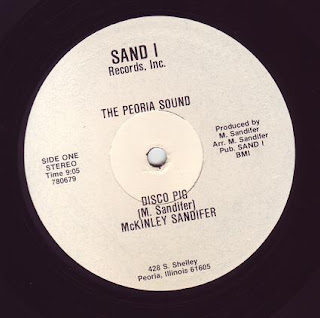 SAND I
Records, Inc.
THE PEORIA SOUND
SIDE ONE
STEREO
Time 9:05
780679
Produced by
M. Sandifer
Arr. M. Sandifer
Pub. SAND I
BMI
DISCO PIG
(M. Sandifer)
McKINLEY SANDIFER
428 S. Shelley
Peoria, Illinois 61605